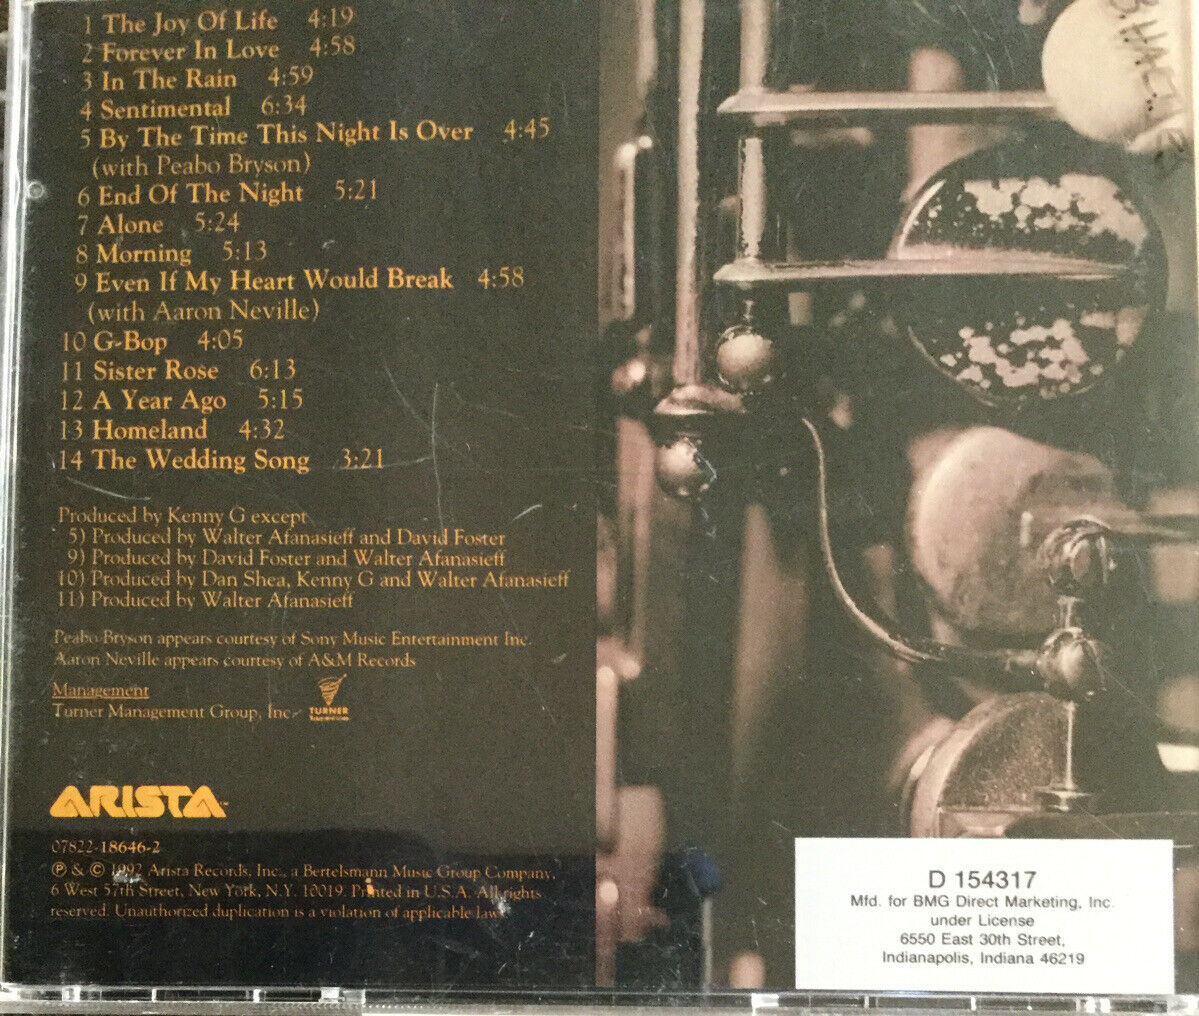 1 The Joy Of Life 4:19
2 Forever In Love 4:58
3 In The Rain 4:59
4 Sentimental 6:34
5 By The Time This Night Is Over 4:45
(with Peabo Bryson)
6 End Of The Night 5:21
7 Alone 5:24
8 Morning 5:13
9 Even If My Heart Would Break 4:58
(with Aaron Neville)
10 G-Bop 4:05
11 Sister Rose 6:13
12 A Year Ago 5:15
13 Homeland 4:32
14 The Wedding Song 3:21
Produced by Kenny G except
5) Produced by Walter Afanasieff and David Foster
9) Produced by David Foster and Walter Afanasieff
10) Produced by Dan Shea, Kenny G and Walter Afanasieff
11) Produced by Walter Afanasieff
Peabo Bryson appears courtesy of Sony Music Entertainment Inc.
Aaron Neville appears courtesy of A&M Records
Management
Turner Management Group, Inc.
TURNER
ARISTA
07822-18646-2
℗ & © 1992 Arista Records, Inc., a Bertelsmann Music Group Company,
6 West 57th Street, New York, N.Y. 10019. Printed in U.S.A. All rights
reserved. Unauthorized duplication is a violation of applicable laws.
D 154317
Mfd. for BMG Direct Marketing, Inc.
under License
6550 East 30th Street,
Indianapolis, Indiana 46219